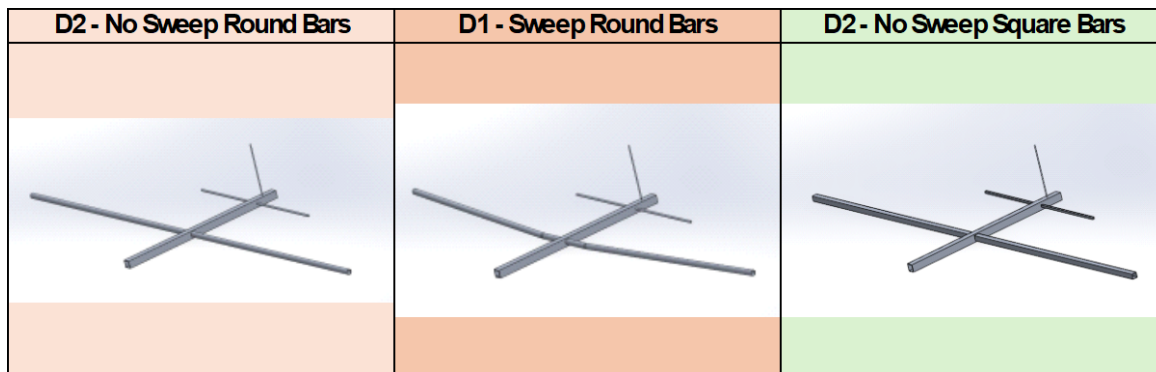 D2 - No Sweep Round Bars
D1 - Sweep Round Bars
D2 - No Sweep Square Bars